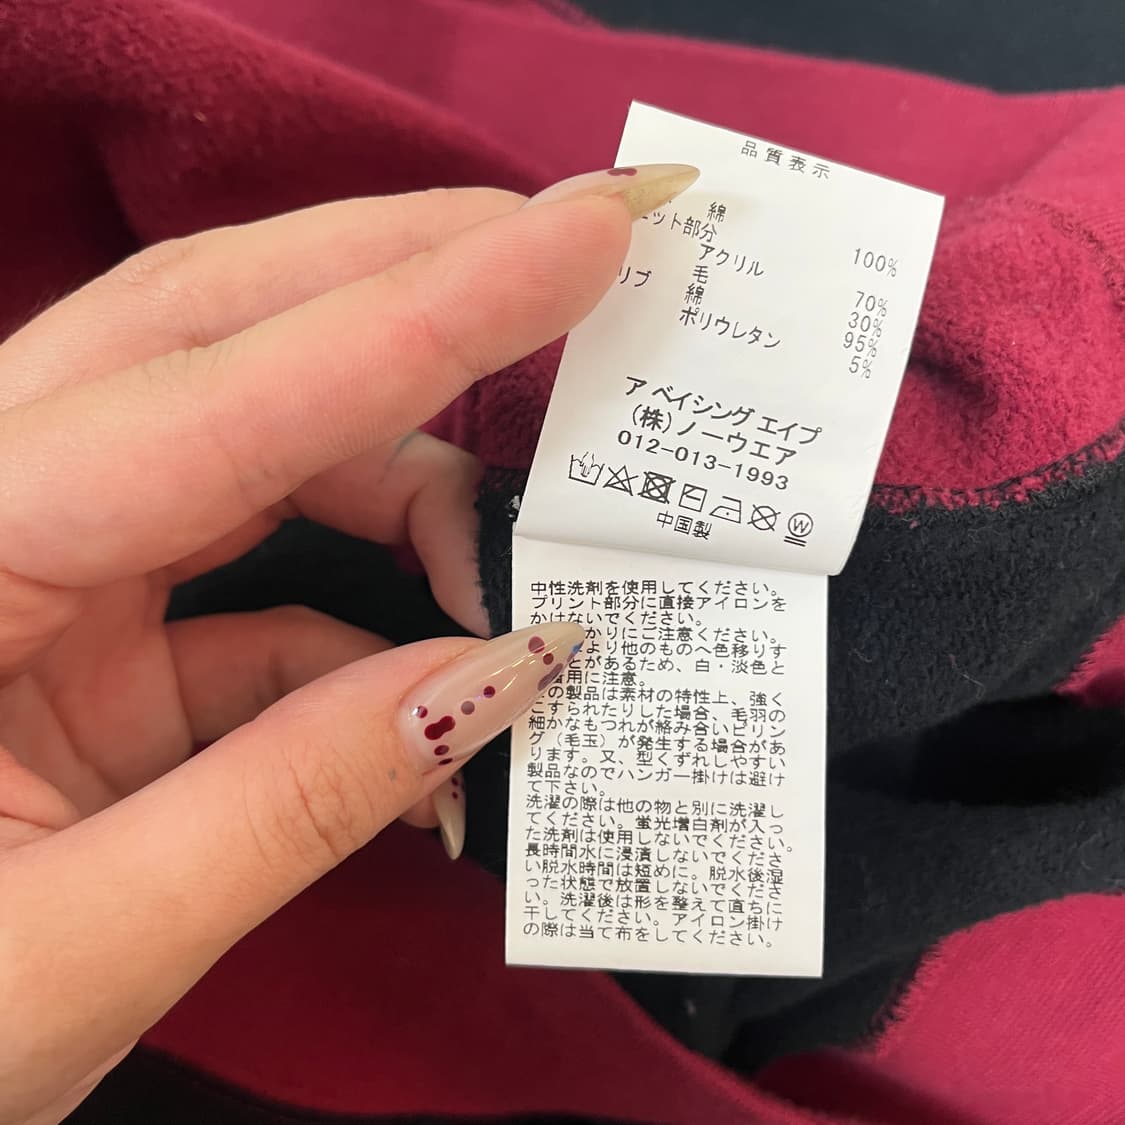 品質表示
綿 100%
ット部分
アクリル 70%
毛 30%
リブ 綿 95%
ポリウレタン 5%
ア ベイシング エイプ
(株)ノーウエア
012-013-1993
W
中国製
中性洗剤を使用してください。
プリント部分に直接アイロンを
かけないでください。
かりにご注意ください。
より他のものへ色移りす
とがあるため、白・淡色と
着用に注意。
の製品は素材の特性上、強く
こすられたりした場合、毛羽の
細かなもつれが絡み合いピリン
グ(毛玉)が発生する場合があ
ります。又、型くずれしやすい
製品なのでハンガー掛けは避け
て下さい。
洗濯の際は他の物と別に洗濯し
てください。蛍光増白剤が入っ
た洗剤は使用しないでください。
長時間水に浸漬しないでくださ
い脱水時間は短めに。脱水後湿
った状態で放置しないでくださ
い。洗濯後は形を整えて直ちに
干してください。アイロン掛け
の際は当て布をしてください。